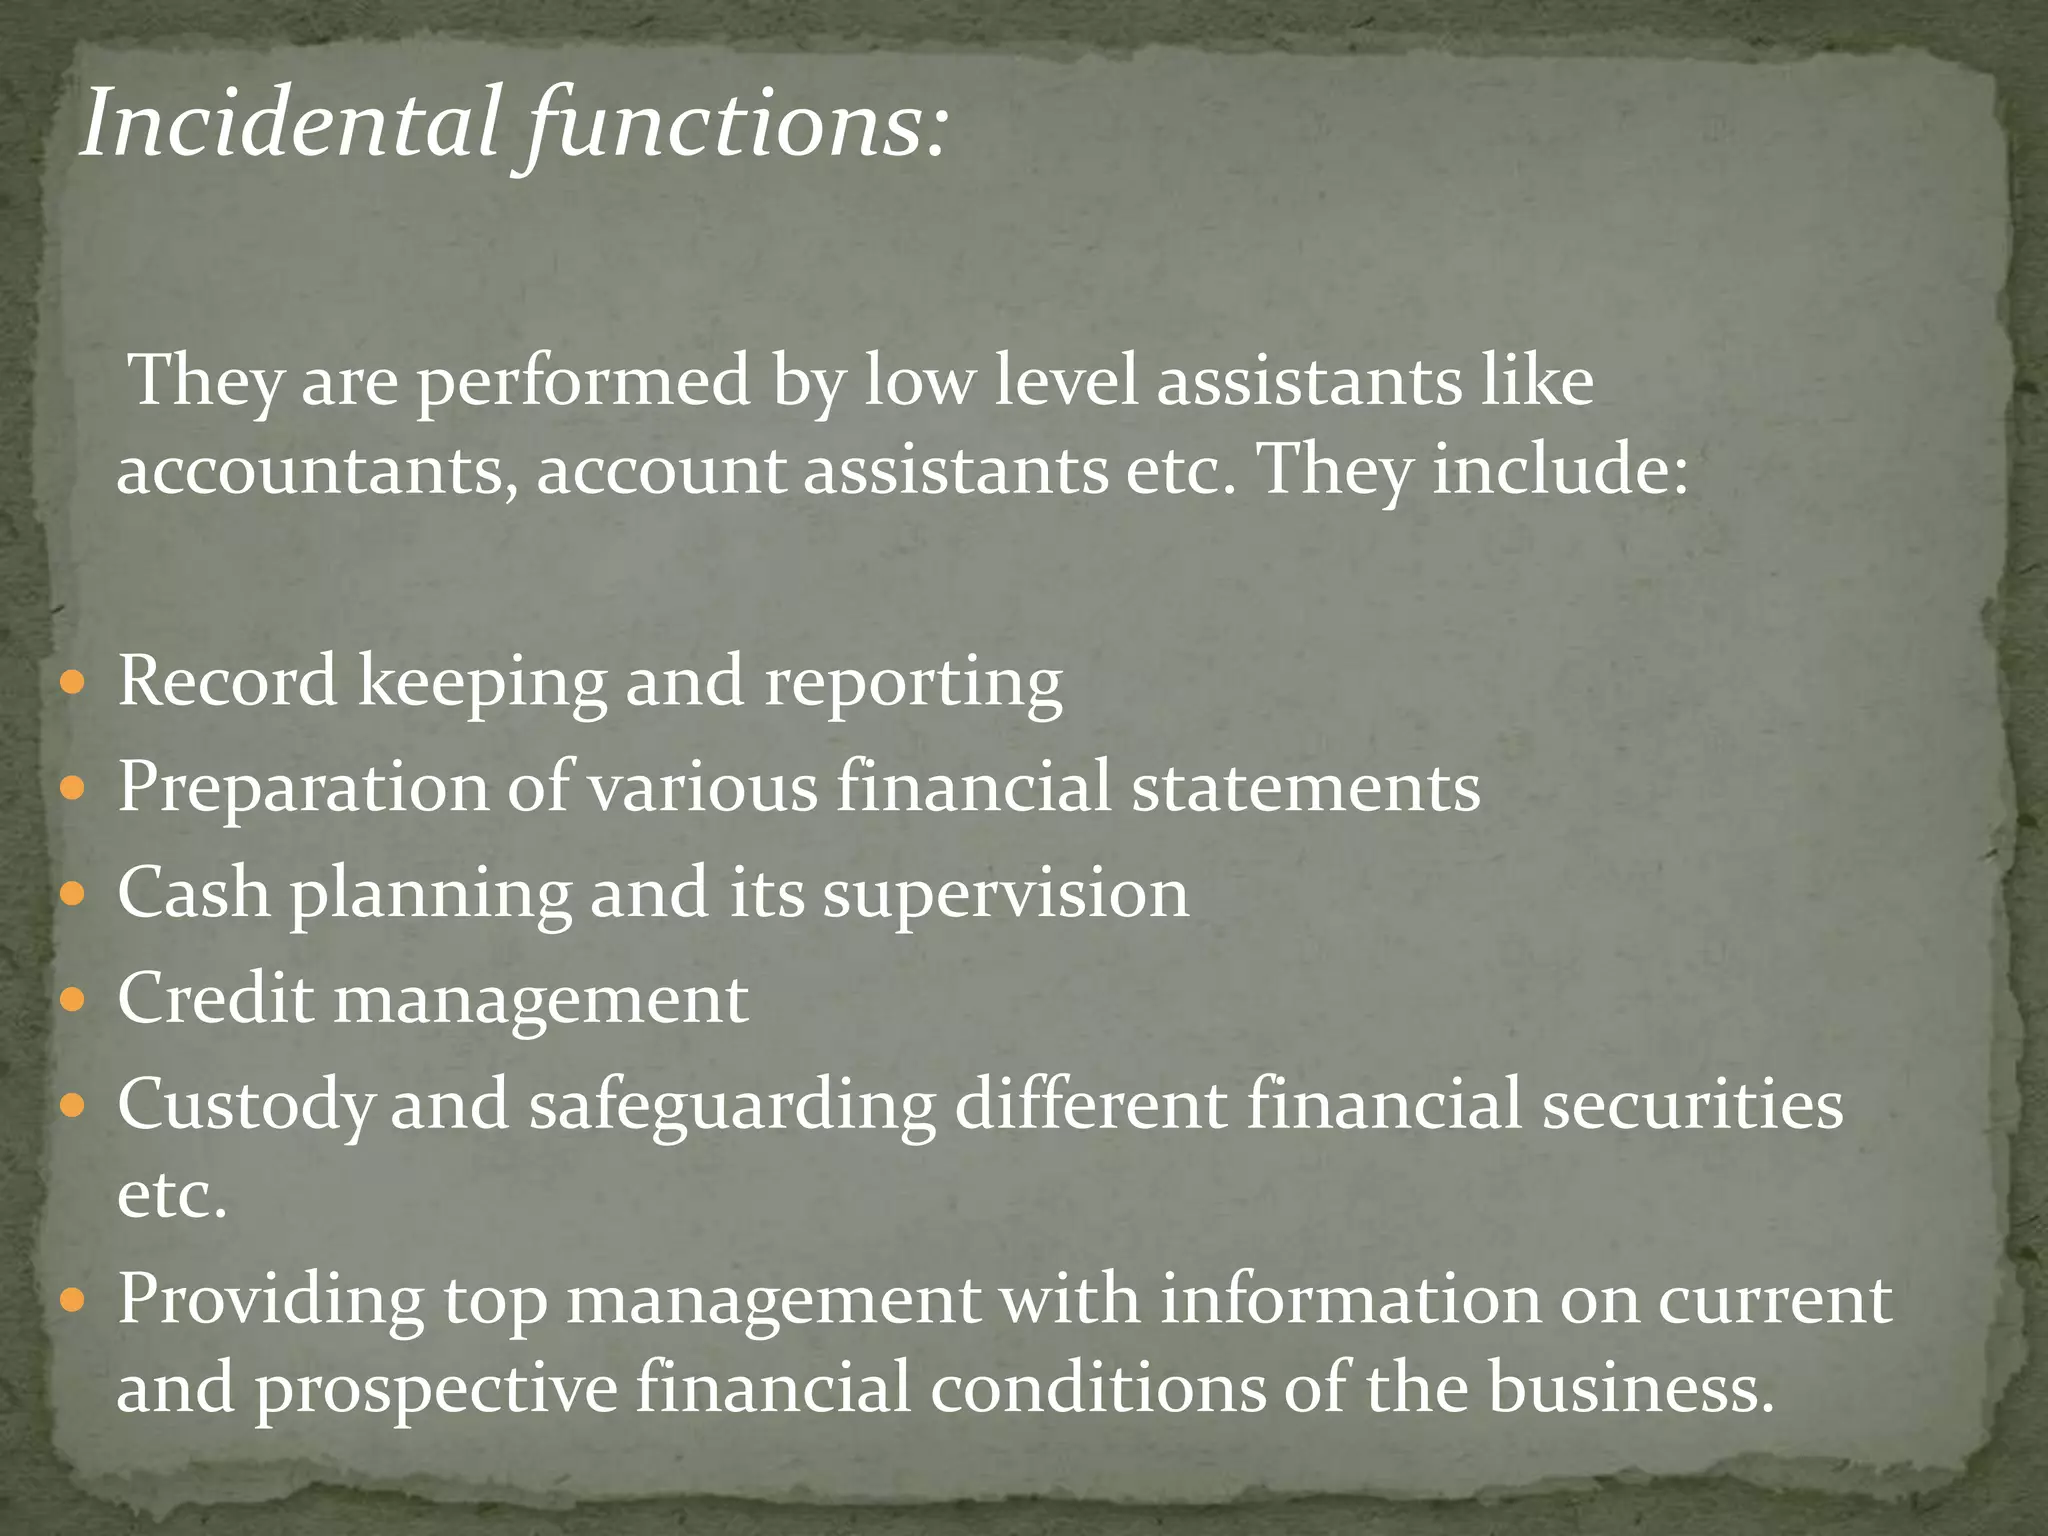 Incidental functions:
They are performed by low level assistants like
accountants, account assistants etc. They include:
• Record keeping and reporting
• Preparation of various financial statements
• Cash planning and its supervision
• Credit management
• Custody and safeguarding different financial securities
etc.
• Providing top management with information on current
and prospective financial conditions of the business.